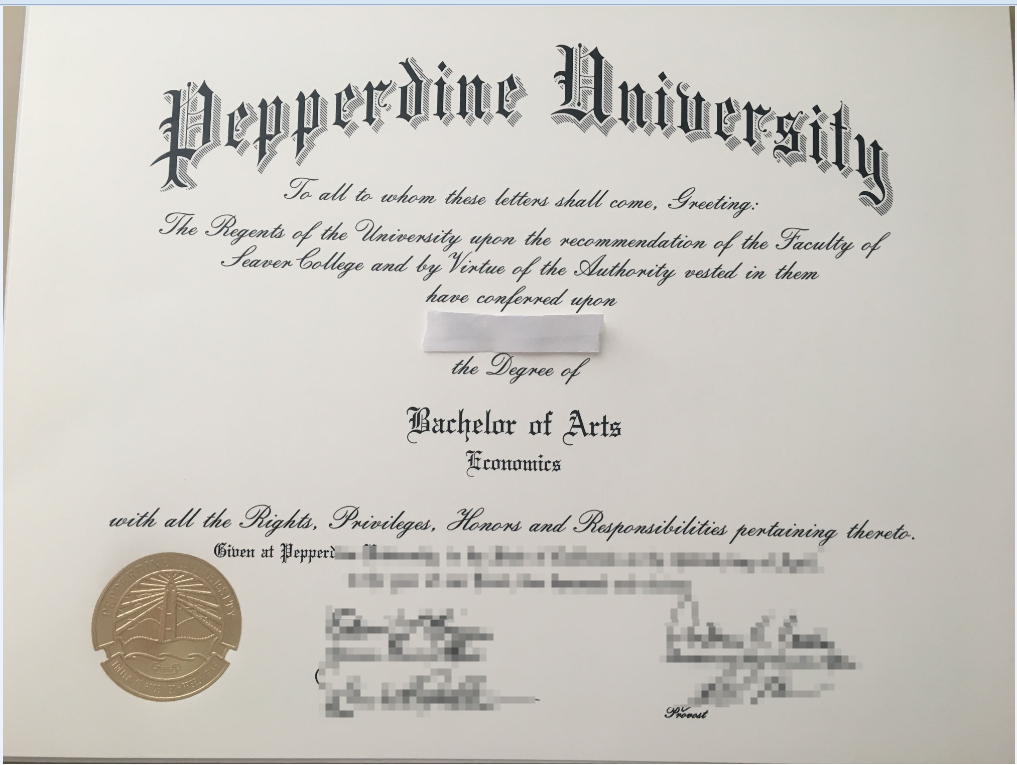 Pepperdine University
To all to whom these letters shall come, Greeting:
The Regents of the University upon the recommendation of the Faculty of
Seaver College and by Virtue of the Authority vested in them
have conferred upon
the Degree of
Bachelor of Arts
Economics
with all the Rights, Privileges, Honors and Responsibilities pertaining thereto.
Given at
Provost